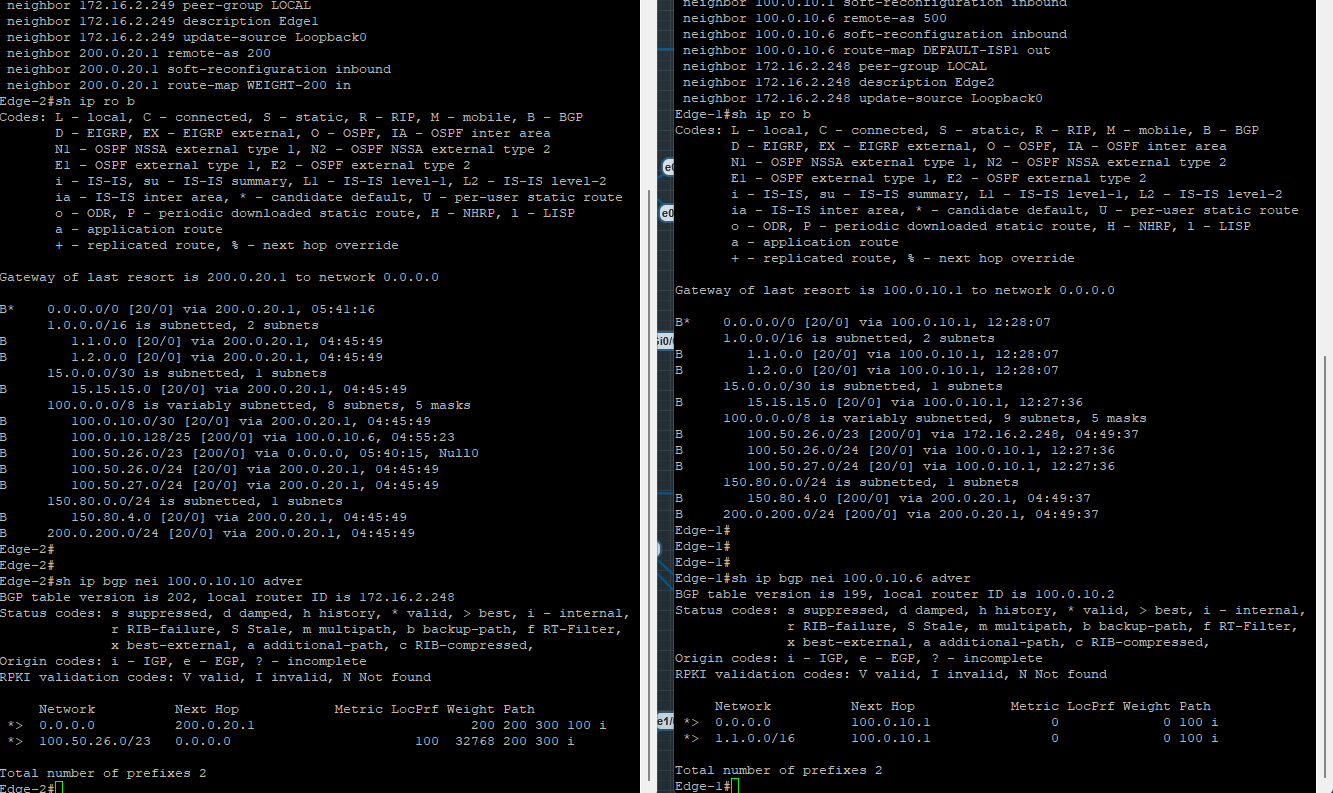 neighbor 172.16.2.249 peer-group LOCAL
neighbor 172.16.2.249 description Edge1
neighbor 172.16.2.249 update-source Loopback0
neighbor 200.0.20.1 remote-as 200
neighbor 200.0.20.1 soft-reconfiguration inbound
neighbor 200.0.20.1 route-map WEIGHT-200 in
Edge-2#sh ip ro b
Codes: L - local, C - connected, S - static, R - RIP, M - mobile, B - BGP
D - EIGRP, EX - EIGRP external, O - OSPF, IA - OSPF inter area
N1 - OSPF NSSA external type 1, N2 - OSPF NSSA external type 2
E1 - OSPF external type 1, E2 - OSPF external type 2
i - IS-IS, su - IS-IS summary, L1 - IS-IS level-1, L2 - IS-IS level-2
ia - IS-IS inter area, * - candidate default, U - per-user static route
o - ODR, P - periodic downloaded static route, H - NHRP, l - LISP
a - application route
+ - replicated route, % - next hop override
Gateway of last resort is 200.0.20.1 to network 0.0.0.0
B* 0.0.0.0/0 [20/0] via 200.0.20.1, 05:41:16
1.0.0.0/16 is subnetted, 2 subnets
B 1.1.0.0 [20/0] via 200.0.20.1, 04:45:49
B 1.2.0.0 [20/0] via 200.0.20.1, 04:45:49
15.0.0.0/30 is subnetted, 1 subnets
B 15.15.15.0 [20/0] via 200.0.20.1, 04:45:49
100.0.0.0/8 is variably subnetted, 8 subnets, 5 masks
B 100.0.10.0/30 [20/0] via 200.0.20.1, 04:45:49
B 100.0.10.128/25 [200/0] via 100.0.10.6, 04:55:23
B 100.50.26.0/23 [200/0] via 0.0.0.0, 05:40:15, Null0
B 100.50.26.0/24 [20/0] via 200.0.20.1, 04:45:49
B 100.50.27.0/24 [20/0] via 200.0.20.1, 04:45:49
150.80.0.0/24 is subnetted, 1 subnets
B 150.80.4.0 [20/0] via 200.0.20.1, 04:45:49
B 200.0.200.0/24 [20/0] via 200.0.20.1, 04:45:49
Edge-2#
Edge-2#
Edge-2#sh ip bgp nei 100.0.10.10 adver
BGP table version is 202, local router ID is 172.16.2.248
Status codes: s suppressed, d damped, h history, * valid, > best, i - internal,
r RIB-failure, S Stale, m multipath, b backup-path, f RT-Filter,
x best-external, a additional-path, c RIB-compressed,
Origin codes: i - IGP, e - EGP, ? - incomplete
RPKI validation codes: V valid, I invalid, N Not found
Network Next Hop Metric LocPrf Weight Path
*> 0.0.0.0 200.0.20.1 200 200 300 100 i
*> 100.50.26.0/23 0.0.0.0 100 32768 200 300 i
Total number of prefixes 2
Edge-2#
neighbor 100.0.10.1 soft-reconfiguration inbound
neighbor 100.0.10.6 remote-as 500
neighbor 100.0.10.6 soft-reconfiguration inbound
neighbor 100.0.10.6 route-map DEFAULT-ISP1 out
neighbor 172.16.2.248 peer-group LOCAL
neighbor 172.16.2.248 description Edge2
neighbor 172.16.2.248 update-source Loopback0
Edge-1#sh ip ro b
Codes: L - local, C - connected, S - static, R - RIP, M - mobile, B - BGP
D - EIGRP, EX - EIGRP external, O - OSPF, IA - OSPF inter area
N1 - OSPF NSSA external type 1, N2 - OSPF NSSA external type 2
E1 - OSPF external type 1, E2 - OSPF external type 2
i - IS-IS, su - IS-IS summary, L1 - IS-IS level-1, L2 - IS-IS level-2
ia - IS-IS inter area, * - candidate default, U - per-user static route
o - ODR, P - periodic downloaded static route, H - NHRP, l - LISP
a - application route
+ - replicated route, % - next hop override
Gateway of last resort is 100.0.10.1 to network 0.0.0.0
B* 0.0.0.0/0 [20/0] via 100.0.10.1, 12:28:07
1.0.0.0/16 is subnetted, 2 subnets
B 1.1.0.0 [20/0] via 100.0.10.1, 12:28:07
B 1.2.0.0 [20/0] via 100.0.10.1, 12:28:07
15.0.0.0/30 is subnetted, 1 subnets
B 15.15.15.0 [20/0] via 100.0.10.1, 12:27:36
100.0.0.0/8 is variably subnetted, 9 subnets, 5 masks
B 100.50.26.0/23 [200/0] via 172.16.2.248, 04:49:37
B 100.50.26.0/24 [20/0] via 100.0.10.1, 12:27:36
B 100.50.27.0/24 [20/0] via 100.0.10.1, 12:27:36
150.80.0.0/24 is subnetted, 1 subnets
B 150.80.4.0 [200/0] via 200.0.20.1, 04:49:37
B 200.0.200.0/24 [200/0] via 200.0.20.1, 04:49:37
Edge-1#
Edge-1#
Edge-1#
Edge-1#sh ip bgp nei 100.0.10.6 adver
BGP table version is 199, local router ID is 100.0.10.2
Status codes: s suppressed, d damped, h history, * valid, > best, i - internal,
r RIB-failure, S Stale, m multipath, b backup-path, f RT-Filter,
x best-external, a additional-path, c RIB-compressed,
Origin codes: i - IGP, e - EGP, ? - incomplete
RPKI validation codes: V valid, I invalid, N Not found
Network Next Hop Metric LocPrf Weight Path
*> 0.0.0.0 100.0.10.1 0 0 100 i
*> 1.1.0.0/16 100.0.10.1 0 0 100 i
Total number of prefixes 2
Edge-1#